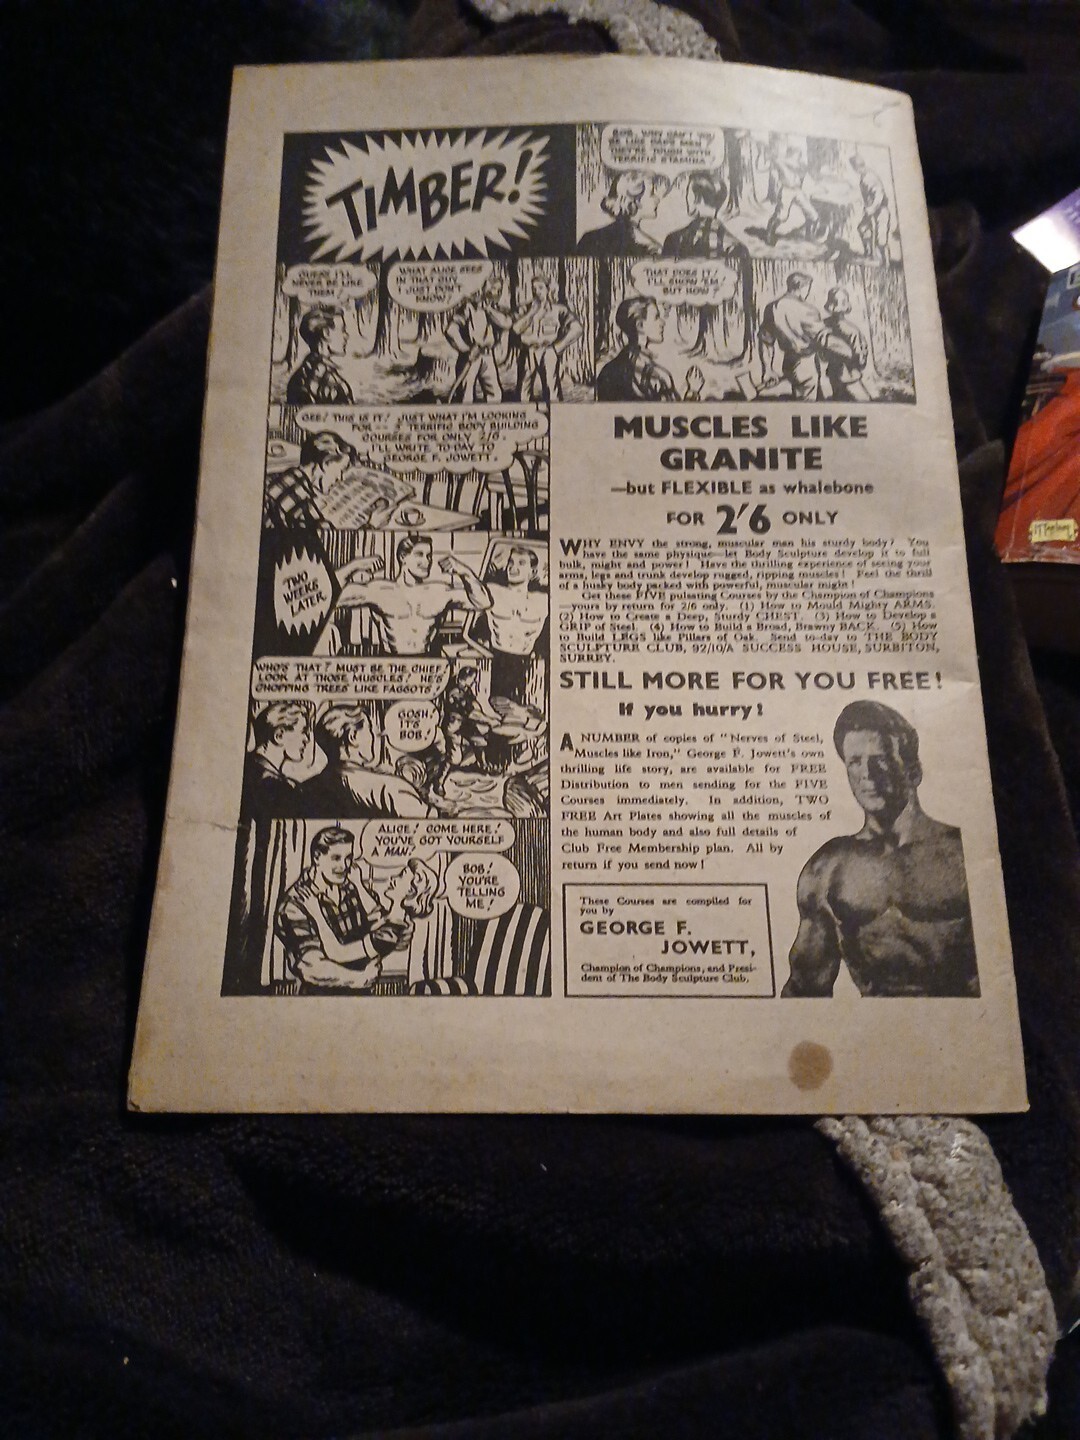 TIMBER!
BOB, WHY CAN'T YOU
BE LIKE DAD'S MEN?
THEY'RE TOUGH WITH
TERRIFIC STAMINA!
GUESS I'LL
NEVER BE LIKE
THEM!
WHAT ALICE SEES
IN THAT GUY,
I JUST DON'T
KNOW!
THAT DOES IT!
I'LL SHOW 'EM!
BUT HOW?
GEE! THIS IS IT! JUST WHAT I'M LOOKING
FOR -- 5 TERRIFIC BODY BUILDING
COURSES FOR ONLY 2/6.
I'LL WRITE TO-DAY TO
GEORGE F. JOWETT.
TWO
WEEKS
LATER
WHO'S THAT? MUST BE THE CHIEF!
LOOK AT THOSE MUSCLES! HE'S
CHOPPING TREES LIKE FAGGOTS!
GOSH,
IT'S
BOB!
ALICE! COME HERE!
YOU'VE GOT YOURSELF
A MAN!
BOB!
YOU'RE
TELLING
ME!
MUSCLES LIKE
GRANITE
—but FLEXIBLE as whalebone
FOR 2'6 ONLY
WHY ENVY the strong, muscular man his sturdy body? You
have the same physique—let Body Sculpture develop it to full
bulk, might and power! Have the thrilling experience of seeing your
arms, legs and trunk develop rugged, ripping muscles! Feel the thrill
of a husky body packed with powerful, muscular might!
Get these FIVE pulsating Courses by the Champion of Champions
—yours by return for 2/6 only. (1) How to Mould Mighty ARMS.
(2) How to Create a Deep, Sturdy CHEST. (3) How to Develop a
GRIP of Steel. (4) How to Build a Broad, Brawny BACK. (5) How
to Build LEGS like Pillars of Oak. Send to-day to THE BODY
SCULPTURE CLUB, 92/10/A SUCCESS HOUSE, SURBITON,
SURREY.
STILL MORE FOR YOU FREE!
If you hurry!
A NUMBER of copies of "Nerves of Steel,
Muscles like Iron," George F. Jowett's own
thrilling life story, are available for FREE
Distribution to men sending for the FIVE
Courses immediately. In addition, TWO
FREE Art Plates showing all the muscles of
the human body and also full details of
Club Free Membership plan. All by
return if you send now!
These Courses are compiled for
you by
GEORGE F.
JOWETT,
Champion of Champions, and Presi-
dent of The Body Sculpture Club.